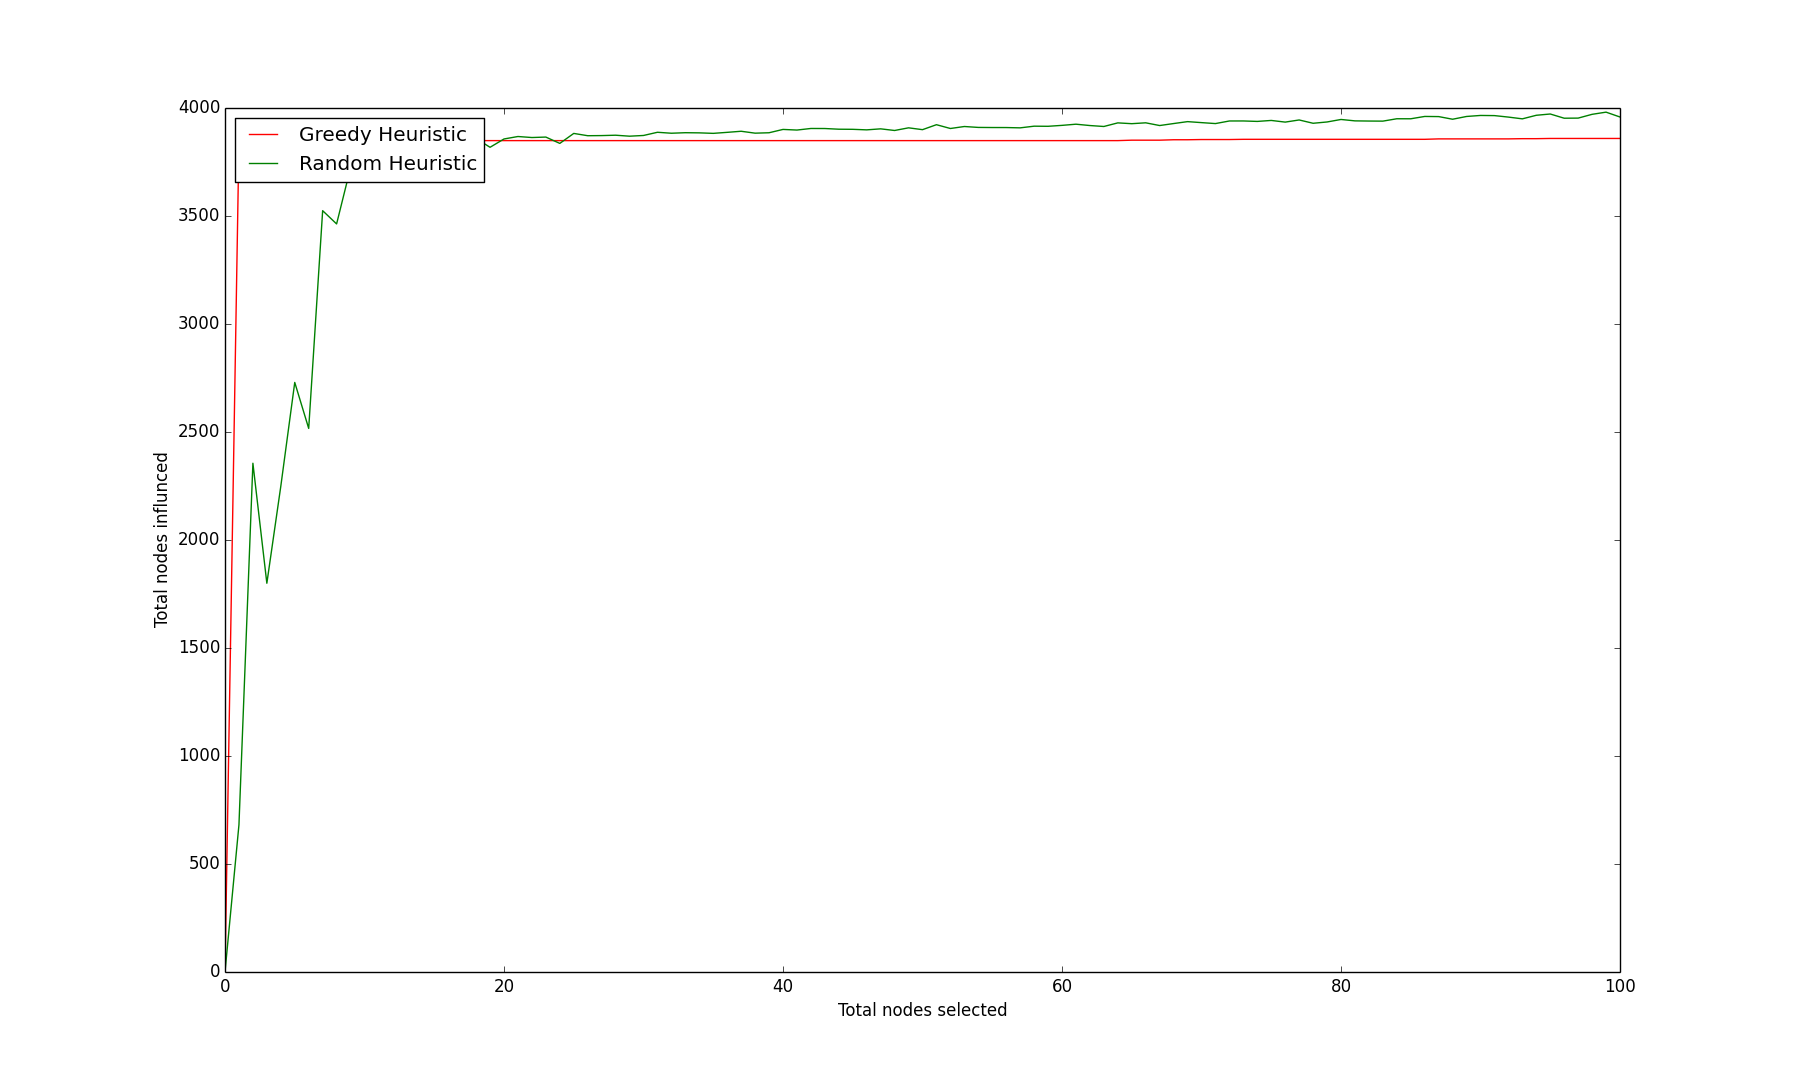 4000
3500
3000
2500
2000
1500
1000
500
0
Total nodes influnced
Greedy Heuristic
Random Heuristic
0 20 40 60 80 100
Total nodes selected